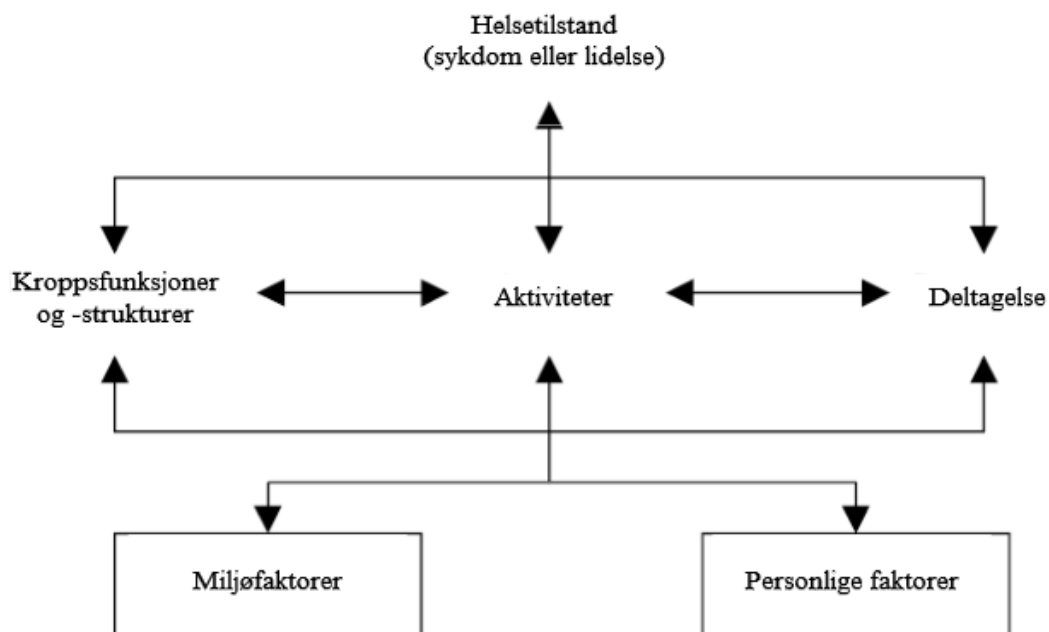 Helsetilstand
(sykdom eller lidelse)
Kroppsfunksjoner
og -strukturer
Aktiviteter
Deltagelse
Miljøfaktorer
Personlige faktorer